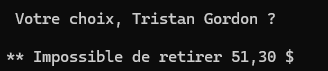 Votre choix, Tristan Gordon ?
** Impossible de retirer 51,30 $